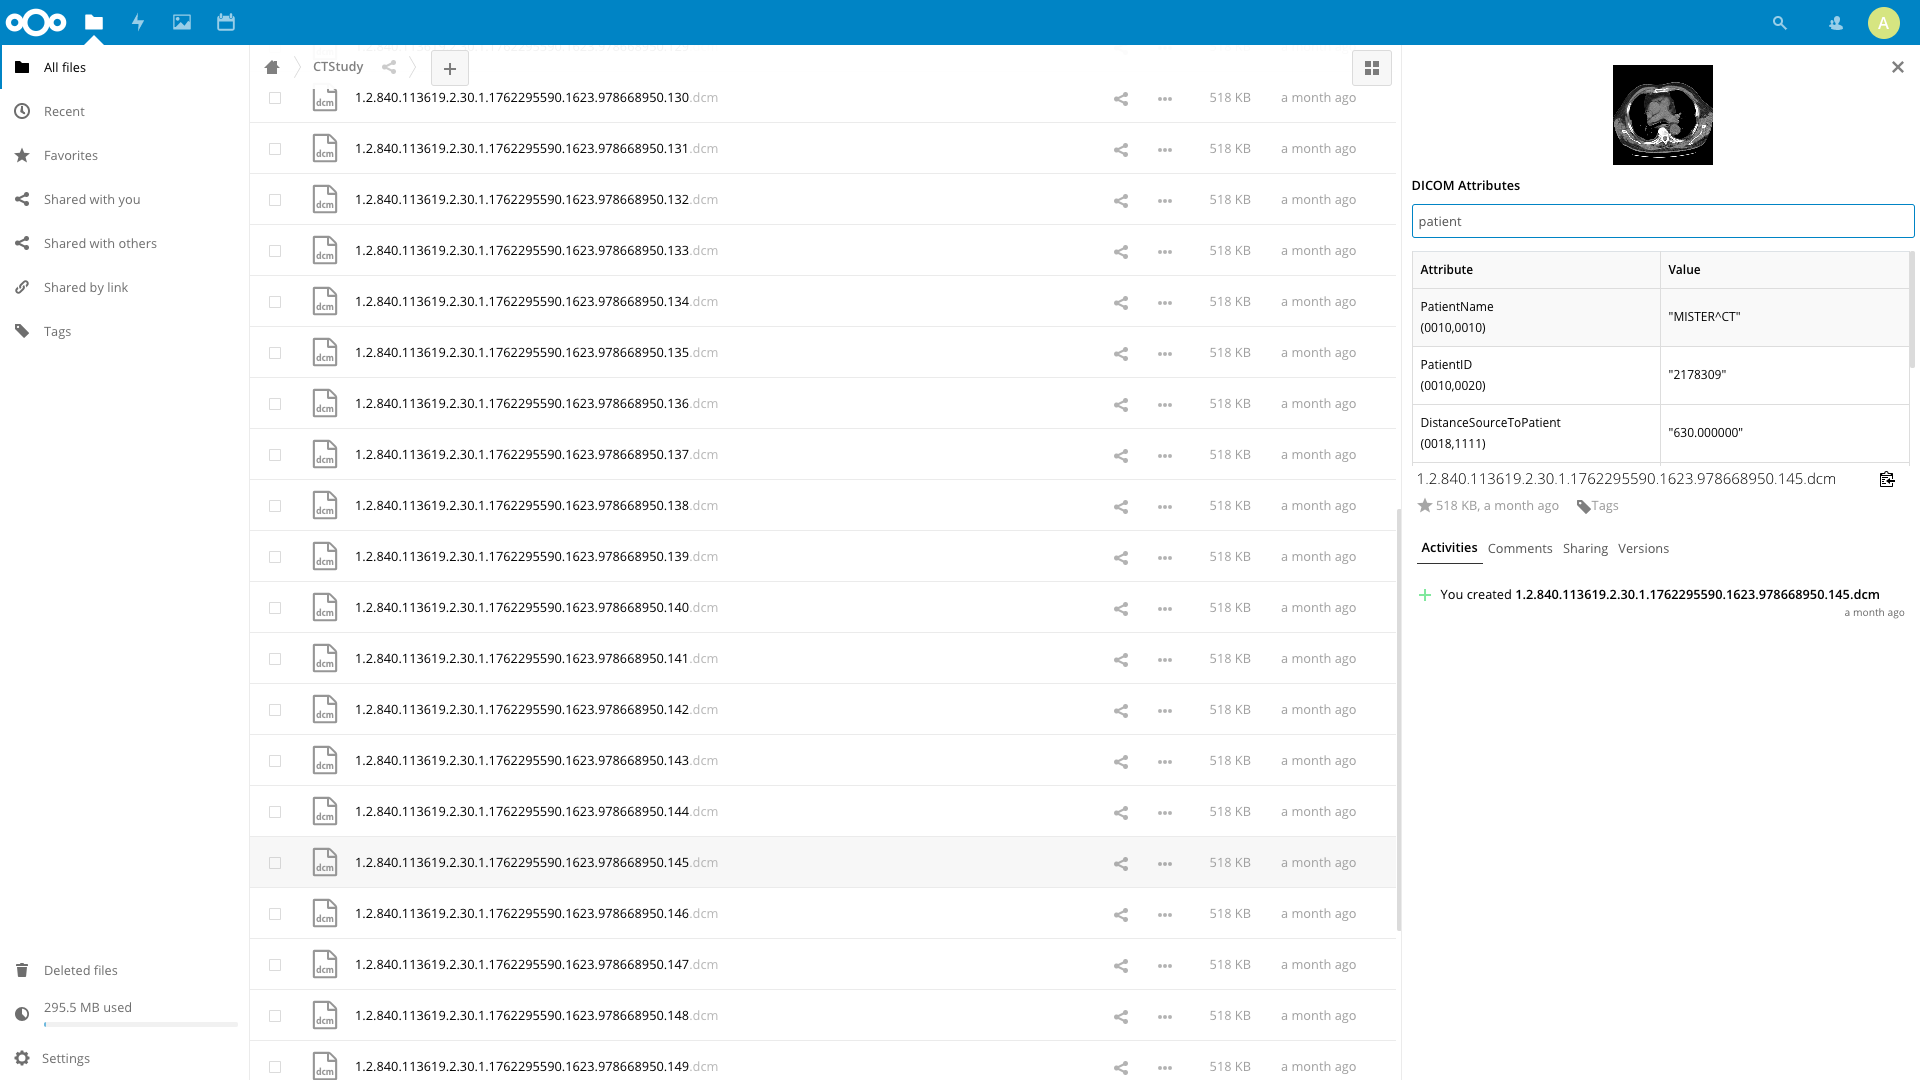 A
All files
Recent
Favorites
Shared with you
Shared with others
Shared by link
Tags
Deleted files
295.5 MB used
Settings
CTStudy
+
dcm 1.2.840.113619.2.30.1.1762295590.1623.978668950.130.dcm 518 KB a month ago
dcm 1.2.840.113619.2.30.1.1762295590.1623.978668950.131.dcm 518 KB a month ago
dcm 1.2.840.113619.2.30.1.1762295590.1623.978668950.132.dcm 518 KB a month ago
dcm 1.2.840.113619.2.30.1.1762295590.1623.978668950.133.dcm 518 KB a month ago
dcm 1.2.840.113619.2.30.1.1762295590.1623.978668950.134.dcm 518 KB a month ago
dcm 1.2.840.113619.2.30.1.1762295590.1623.978668950.135.dcm 518 KB a month ago
dcm 1.2.840.113619.2.30.1.1762295590.1623.978668950.136.dcm 518 KB a month ago
dcm 1.2.840.113619.2.30.1.1762295590.1623.978668950.137.dcm 518 KB a month ago
dcm 1.2.840.113619.2.30.1.1762295590.1623.978668950.138.dcm 518 KB a month ago
dcm 1.2.840.113619.2.30.1.1762295590.1623.978668950.139.dcm 518 KB a month ago
dcm 1.2.840.113619.2.30.1.1762295590.1623.978668950.140.dcm 518 KB a month ago
dcm 1.2.840.113619.2.30.1.1762295590.1623.978668950.141.dcm 518 KB a month ago
dcm 1.2.840.113619.2.30.1.1762295590.1623.978668950.142.dcm 518 KB a month ago
dcm 1.2.840.113619.2.30.1.1762295590.1623.978668950.143.dcm 518 KB a month ago
dcm 1.2.840.113619.2.30.1.1762295590.1623.978668950.144.dcm 518 KB a month ago
dcm 1.2.840.113619.2.30.1.1762295590.1623.978668950.145.dcm 518 KB a month ago
dcm 1.2.840.113619.2.30.1.1762295590.1623.978668950.146.dcm 518 KB a month ago
dcm 1.2.840.113619.2.30.1.1762295590.1623.978668950.147.dcm 518 KB a month ago
dcm 1.2.840.113619.2.30.1.1762295590.1623.978668950.148.dcm 518 KB a month ago
dcm 1.2.840.113619.2.30.1.1762295590.1623.978668950.149.dcm 518 KB a month ago
DICOM Attributes
patient
Attribute Value
PatientName
(0010,0010) "MISTER^CT"
PatientID
(0010,0020) "2178309"
DistanceSourceToPatient
(0018,1111) "630.000000"
1.2.840.113619.2.30.1.1762295590.1623.978668950.145.dcm
518 KB, a month ago Tags
Activities Comments Sharing Versions
You created 1.2.840.113619.2.30.1.1762295590.1623.978668950.145.dcm
a month ago